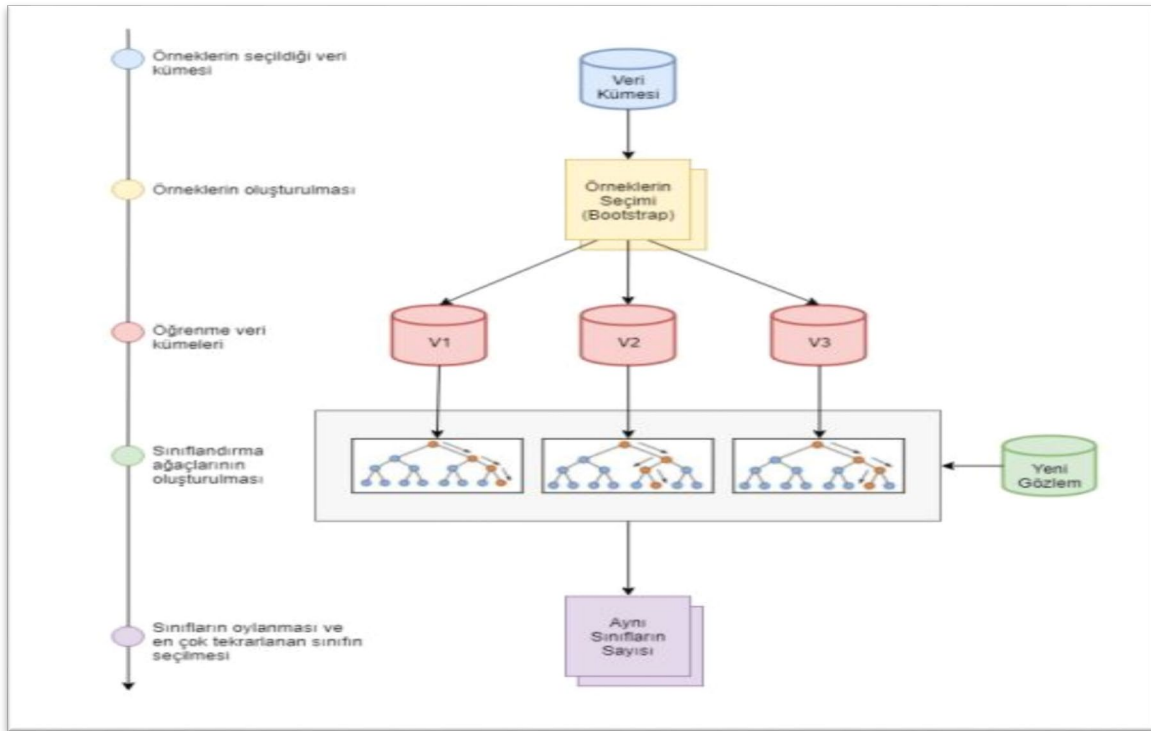 Örneklerin seçildiği veri
kümesi
Veri
Kümesi
Örneklerin oluşturulması
Örneklerin
Seçimi
(Bootstrap)
Öğrenme veri
kümeleri
V1
V2
V3
Sınıflandırma
ağaçlarının
oluşturulması
Yeni
Gözlem
Sınıfların oylanması ve
en çok tekrarlanan sınıfın
seçilmesi
Aynı
Sınıfların
Sayısı